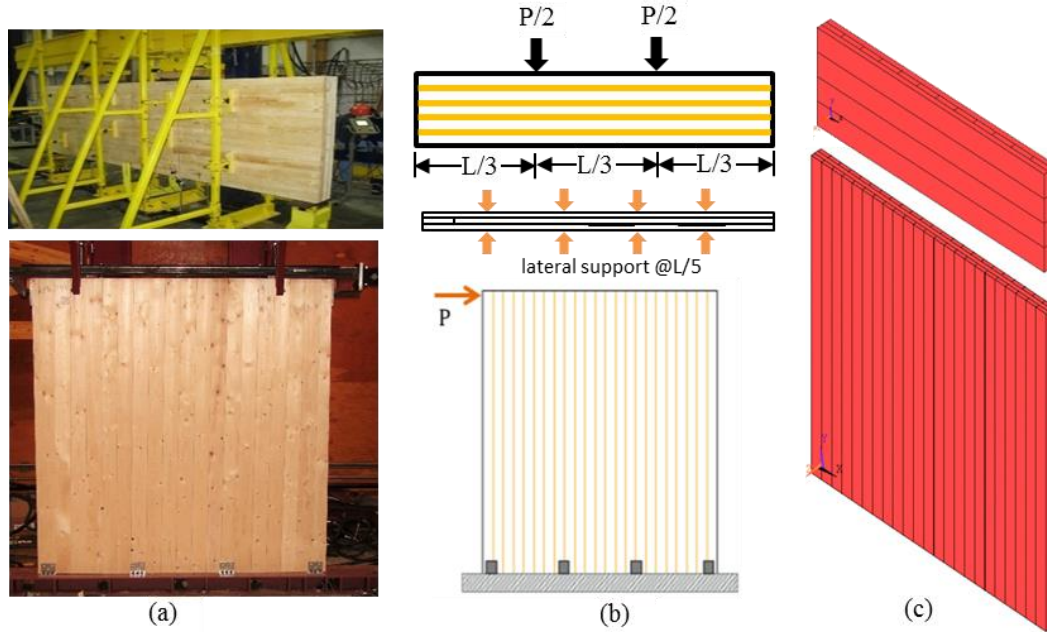 P/2 P/2
L/3 L/3 L/3
lateral support @L/5
P
(a) (b) (c)